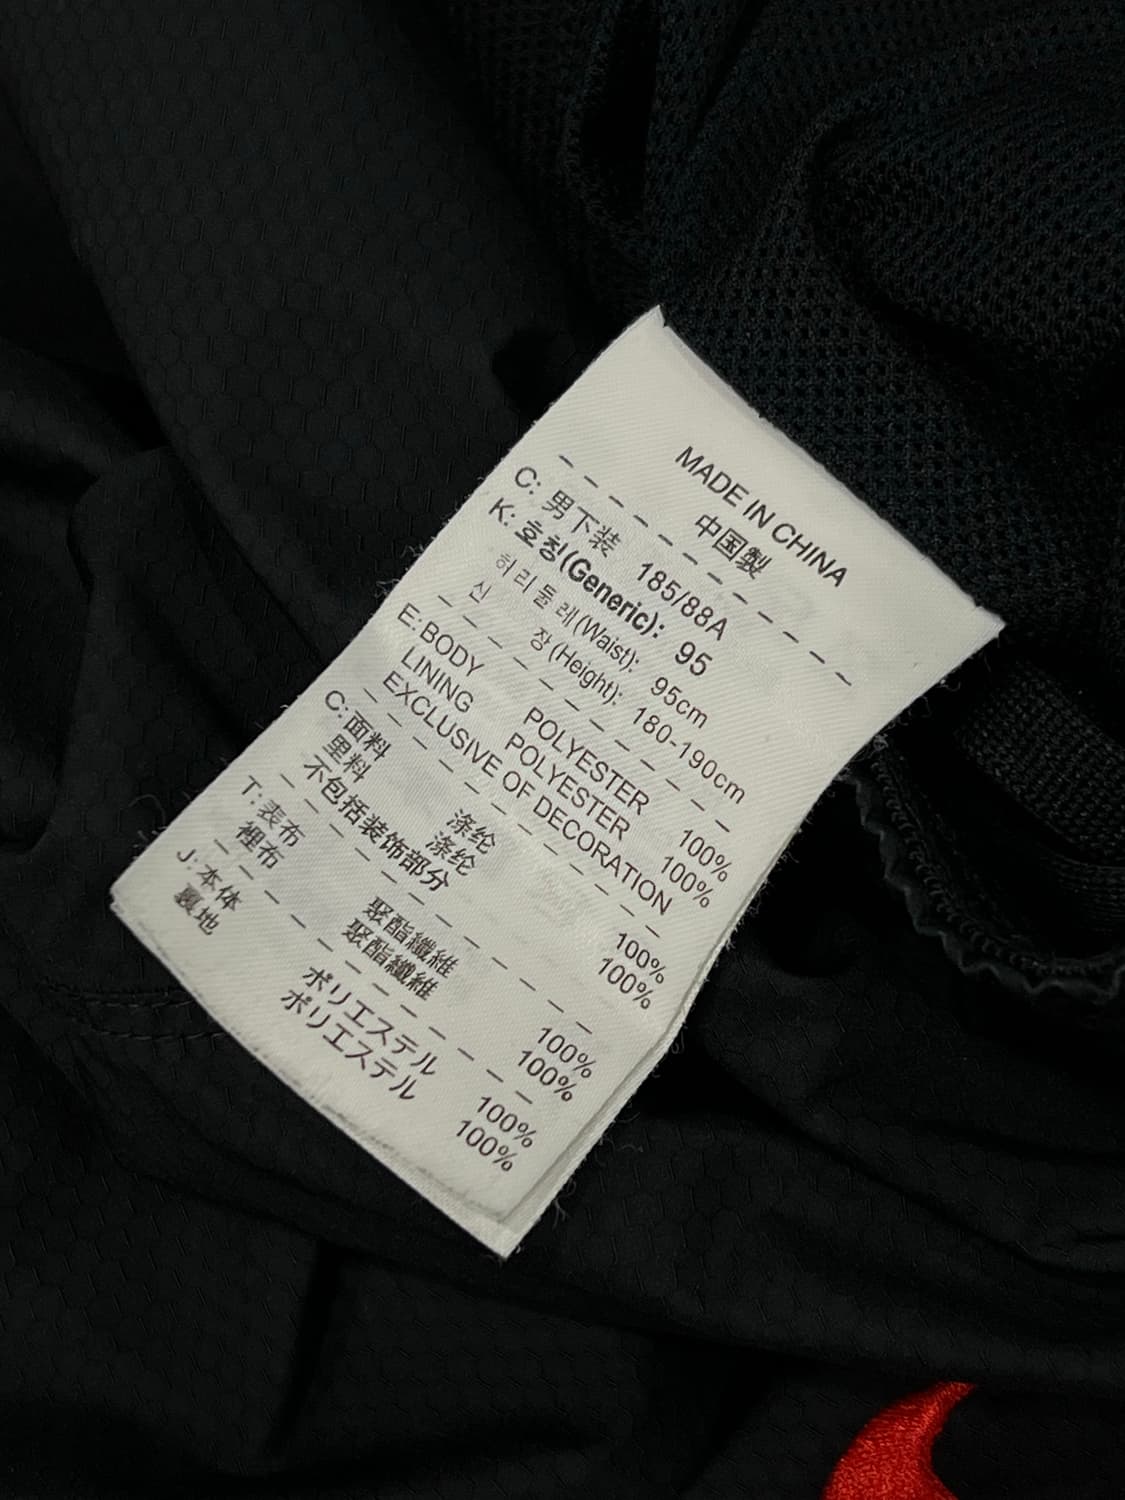 MADE IN CHINA
中国製
C: 男下装 185/88A
K: 호칭(Generic): 95
허리둘레(Waist): 95cm
신 장(Height): 180-190cm
E: BODY POLYESTER 100%
LINING POLYESTER 100%
EXCLUSIVE OF DECORATION
C: 面料 涤纶 100%
里料 涤纶 100%
不包括装饰部分
T: 表布 聚酯纖維 100%
裡布 聚酯纖維 100%
J: 本体 ポリエステル 100%
裏地 ポリエステル 100%